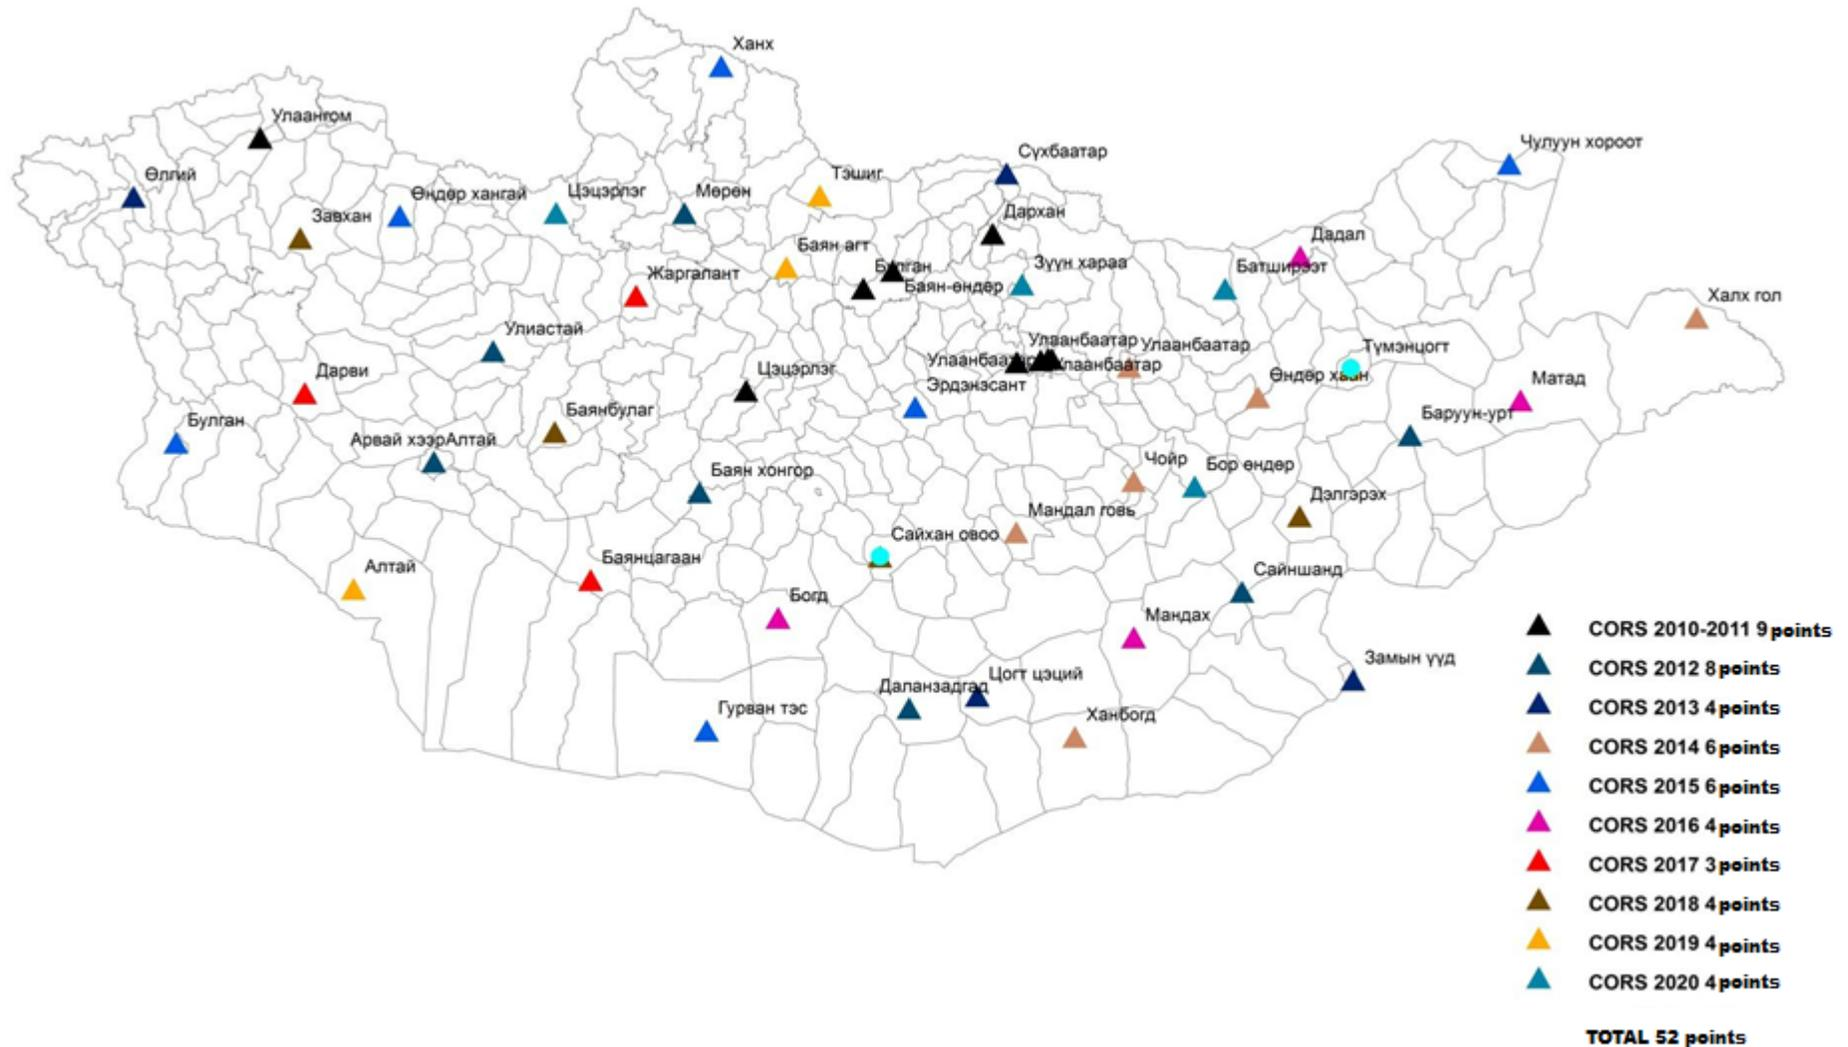 Ханх
Улаангом
Чулуун хороот
Сүхбаатар
Өлгий
Тэшиг
Өндөр хангай
Цэцэрлэг
Мөрөн
Завхан
Дархан
Дадал
Баян агт
Булган
Зүүн хараа
Батширээт
Жаргалант
Баян-өндөр
Халх гол
Улиастай
Улаанбаатар
Улаанбаатар
Түмэнцогт
Улаанбаатар
Улаанбаатар
Дарви
Цэцэрлэг
Эрдэнэсант
Өндөр хаан
Матад
Булган
Баянбулаг
Баруун-урт
Арвай хээр
Алтай
Баян хонгор
Чойр
Бор өндөр
Дэлгэрэх
Мандал говь
Сайхан овоо
Алтай
Баянцагаан
Сайншанд
Богд
Мандах
Замын үүд
Цогт цэций
Даланзадгад
Гурван тэс
Ханбогд
CORS 2010-2011 9 points
CORS 2012 8 points
CORS 2013 4 points
CORS 2014 6 points
CORS 2015 6 points
CORS 2016 4 points
CORS 2017 3 points
CORS 2018 4 points
CORS 2019 4 points
CORS 2020 4 points
TOTAL 52 points